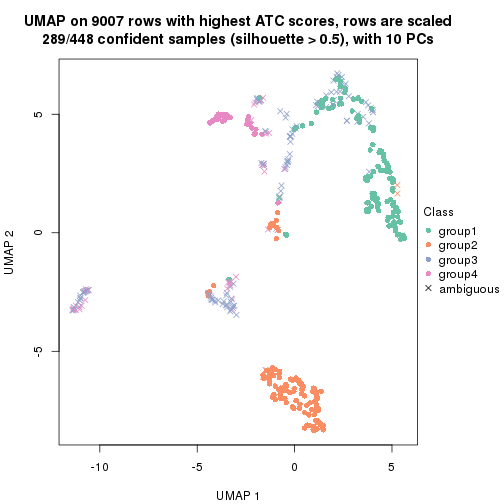 UMAP on 9007 rows with highest ATC scores, rows are scaled
289/448 confident samples (silhouette > 0.5), with 10 PCs
5
0
-5
UMAP 2
-10
-5
0
5
UMAP 1
Class
group1
group2
group3
group4
ambiguous